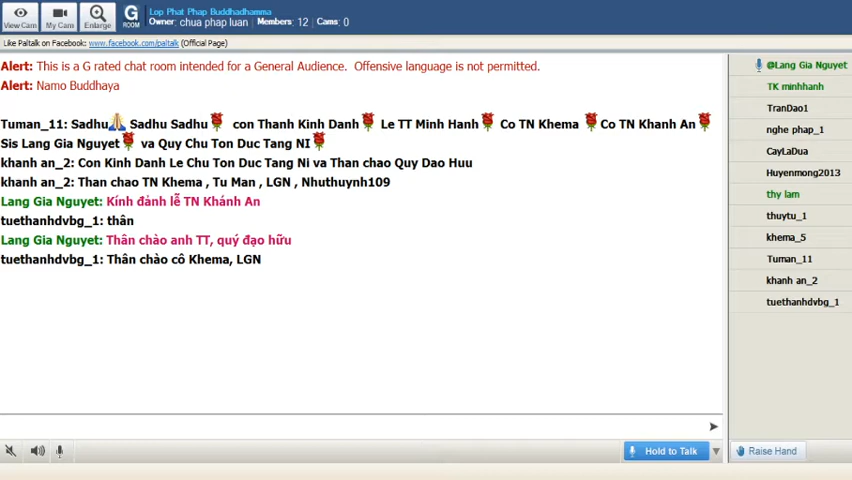 View Cam
My Cam
Enlarge
G
ROOM
Lop Phat Phap Buddhadhamma
Owner: chua phap luan Members: 12 Cams: 0
Like Paltalk on Facebook: www.facebook.com/paltalk (Official Page)
Alert: This is a G rated chat room intended for a General Audience. Offensive language is not permitted.
Alert: Namo Buddhaya
Tuman_11: Sadhu🙏 Sadhu Sadhu🌹 con Thanh Kinh Danh🌹 Le TT Minh Hanh🌹 Co TN Khema 🌹Co TN Khanh An🌹
Sis Lang Gia Nguyet🌹 va Quy Chu Ton Duc Tang NI🌹
khanh an_2: Con Kinh Danh Le Chu Ton Duc Tang Ni va Than chao Quy Dao Huu
khanh an_2: Than chao TN Khema , Tu Man , LGN , Nhuthuynh109
Lang Gia Nguyet: Kính đảnh lễ TN Khánh An
tuethanhdvbg_1: thân
Lang Gia Nguyet: Thân chào anh TT, quý đạo hữu
tuethanhdvbg_1: Thân chào cô Khema, LGN
@Lang Gia Nguyet
TK minhhanh
TranDao1
nghe phap_1
CayLaDua
Huyenmong2013
thy lam
thuytu_1
khema_5
Tuman_11
khanh an_2
tuethanhdvbg_1
Hold to Talk
Raise Hand